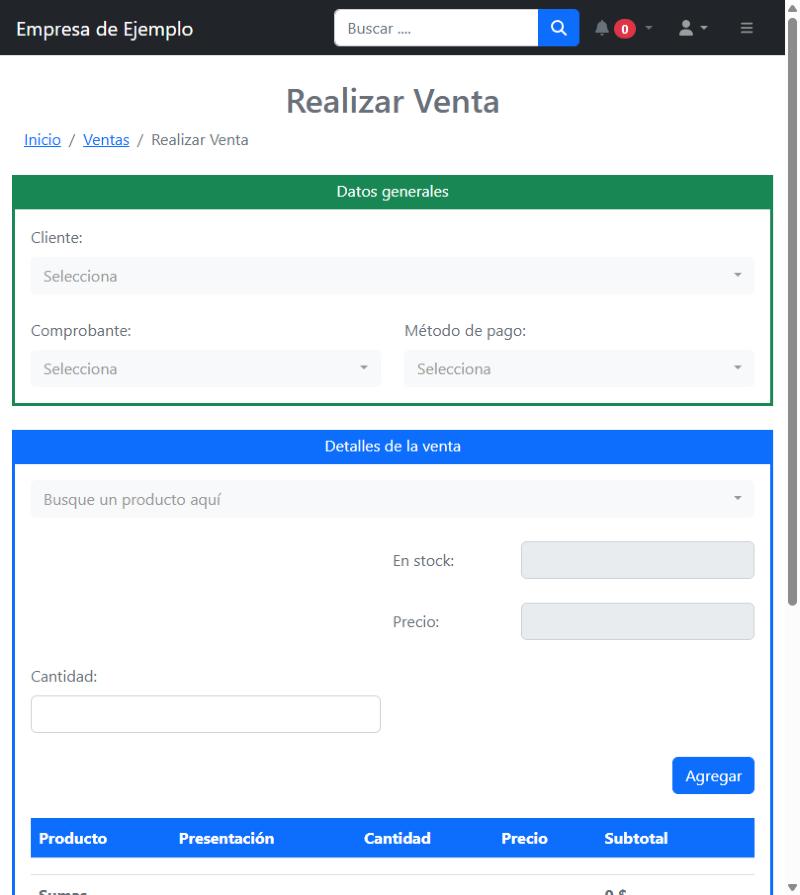 Empresa de Ejemplo
Buscar ....
0
Realizar Venta
Inicio / Ventas / Realizar Venta
Datos generales
Cliente:
Selecciona
Comprobante: Método de pago:
Selecciona Selecciona
Detalles de la venta
Busque un producto aquí
En stock:
Precio:
Cantidad:
Agregar
Producto Presentación Cantidad Precio Subtotal
Sumas 0 $